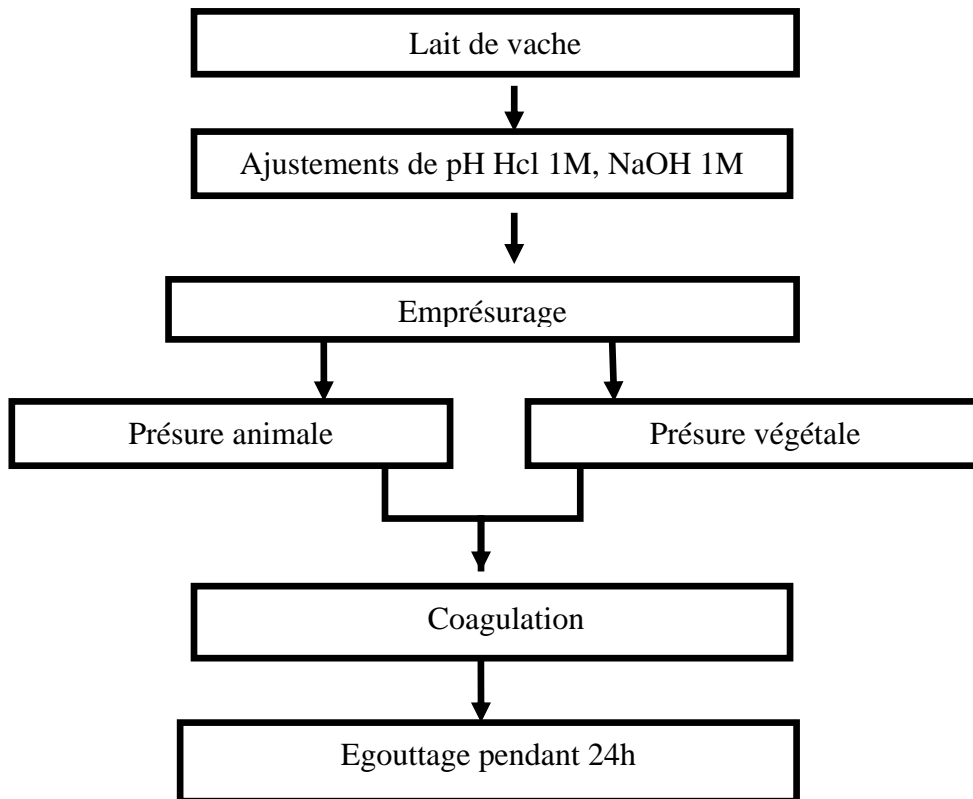 Lait de vache
Ajustements de pH Hcl 1M, NaOH 1M
Emprésurage
Présure animale
Présure végétale
Coagulation
Egouttage pendant 24h